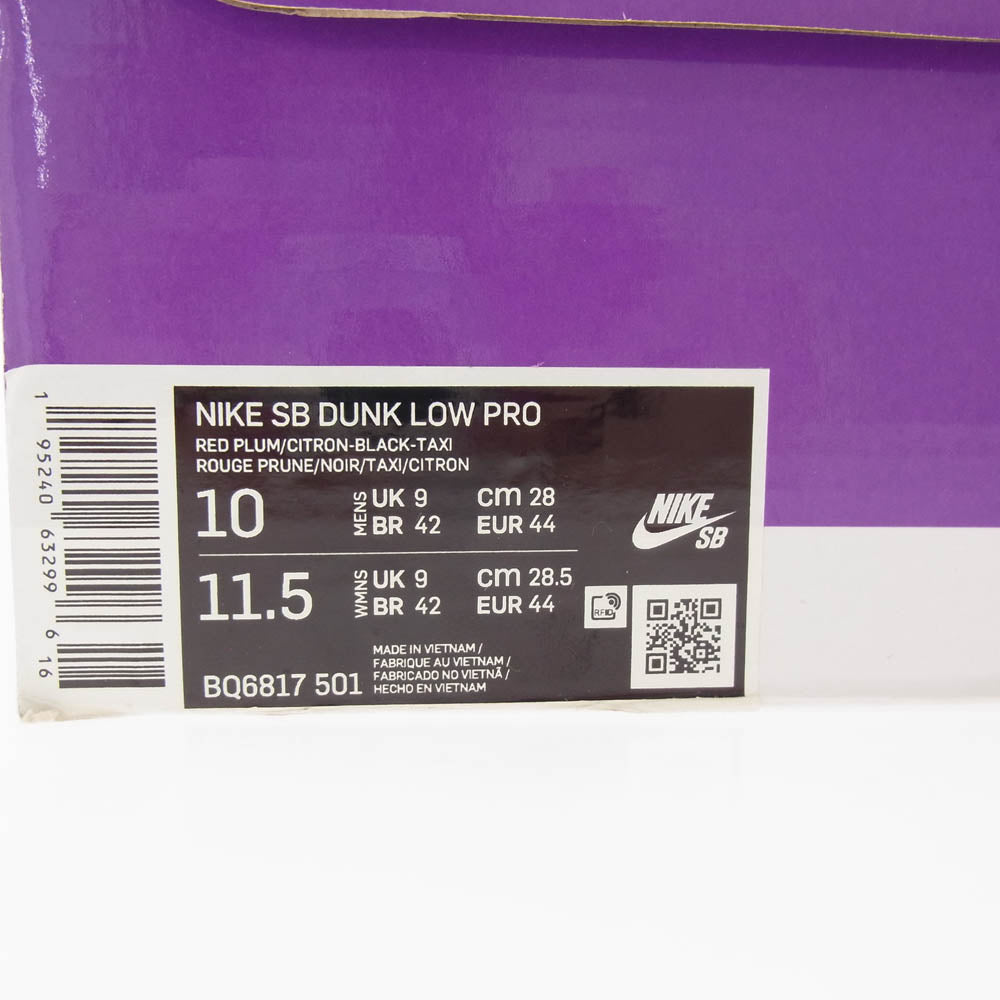 NIKE SB DUNK LOW PRO
RED PLUM/CITRON-BLACK-TAXI
ROUGE PRUNE/NOIR/TAXI/CITRON
10 MENS UK 9 cm 28
BR 42 EUR 44
11.5 WMNS UK 9 cm 28.5
BR 42 EUR 44
NIKE
SB
RFID
BQ6817 501
MADE IN VIETNAM /
FABRIQUE AU VIETNAM /
FABRICADO NO VIETNÃ /
HECHO EN VIETNAM
1 95240 63299 6 16